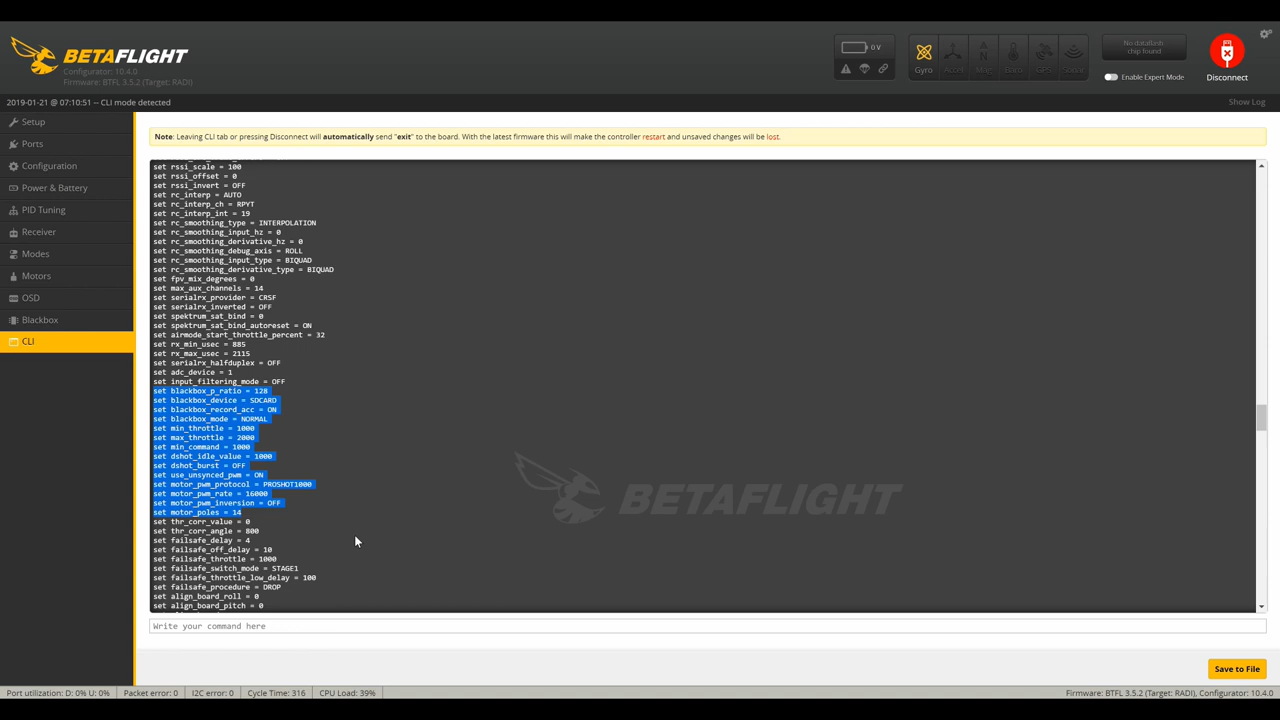 BETAFLIGHT
Configurator: 10.4.0
Firmware: BTFL 3.5.2 (Target: RADI)
0 V
Gyro
Accel
Mag
Baro
GPS
Sonar
No dataflash
chip found
Enable Expert Mode
Disconnect
2019-01-21 @ 07:10:51 -- CLI mode detected
Show Log
Setup
Ports
Configuration
Power & Battery
PID Tuning
Receiver
Modes
Motors
OSD
Blackbox
CLI
Note: Leaving CLI tab or pressing Disconnect will automatically send "exit" to the board. With the latest firmware this will make the controller restart and unsaved changes will be lost.
set rssi_scale = 100
set rssi_offset = 0
set rssi_invert = OFF
set rc_interp = AUTO
set rc_interp_ch = RPYT
set rc_interp_int = 19
set rc_smoothing_type = INTERPOLATION
set rc_smoothing_input_hz = 0
set rc_smoothing_derivative_hz = 0
set rc_smoothing_debug_axis = ROLL
set rc_smoothing_input_type = BIQUAD
set rc_smoothing_derivative_type = BIQUAD
set fpv_mix_degrees = 0
set max_aux_channels = 14
set serialrx_provider = CRSF
set serialrx_inverted = OFF
set spektrum_sat_bind = 0
set spektrum_sat_bind_autoreset = ON
set airmode_start_throttle_percent = 32
set rx_min_usec = 885
set rx_max_usec = 2115
set serialrx_halfduplex = OFF
set adc_device = 1
set input_filtering_mode = OFF
set blackbox_p_ratio = 128
set blackbox_device = SDCARD
set blackbox_record_acc = ON
set blackbox_mode = NORMAL
set min_throttle = 1000
set max_throttle = 2000
set min_command = 1000
set dshot_idle_value = 1000
set dshot_burst = OFF
set use_unsynced_pwm = ON
set motor_pwm_protocol = PROSHOT1000
set motor_pwm_rate = 16000
set motor_pwm_inversion = OFF
set motor_poles = 14
set thr_corr_value = 0
set thr_corr_angle = 800
set failsafe_delay = 4
set failsafe_off_delay = 10
set failsafe_throttle = 1000
set failsafe_switch_mode = STAGE1
set failsafe_throttle_low_delay = 100
set failsafe_procedure = DROP
set align_board_roll = 0
set align_board_pitch = 0
BETAFLIGHT
Write your command here
Save to File
Port utilization: D: 0% U: 0%
Packet error: 0
I2C error: 0
Cycle Time: 316
CPU Load: 39%
Firmware: BTFL 3.5.2 (Target: RADI), Configurator: 10.4.0